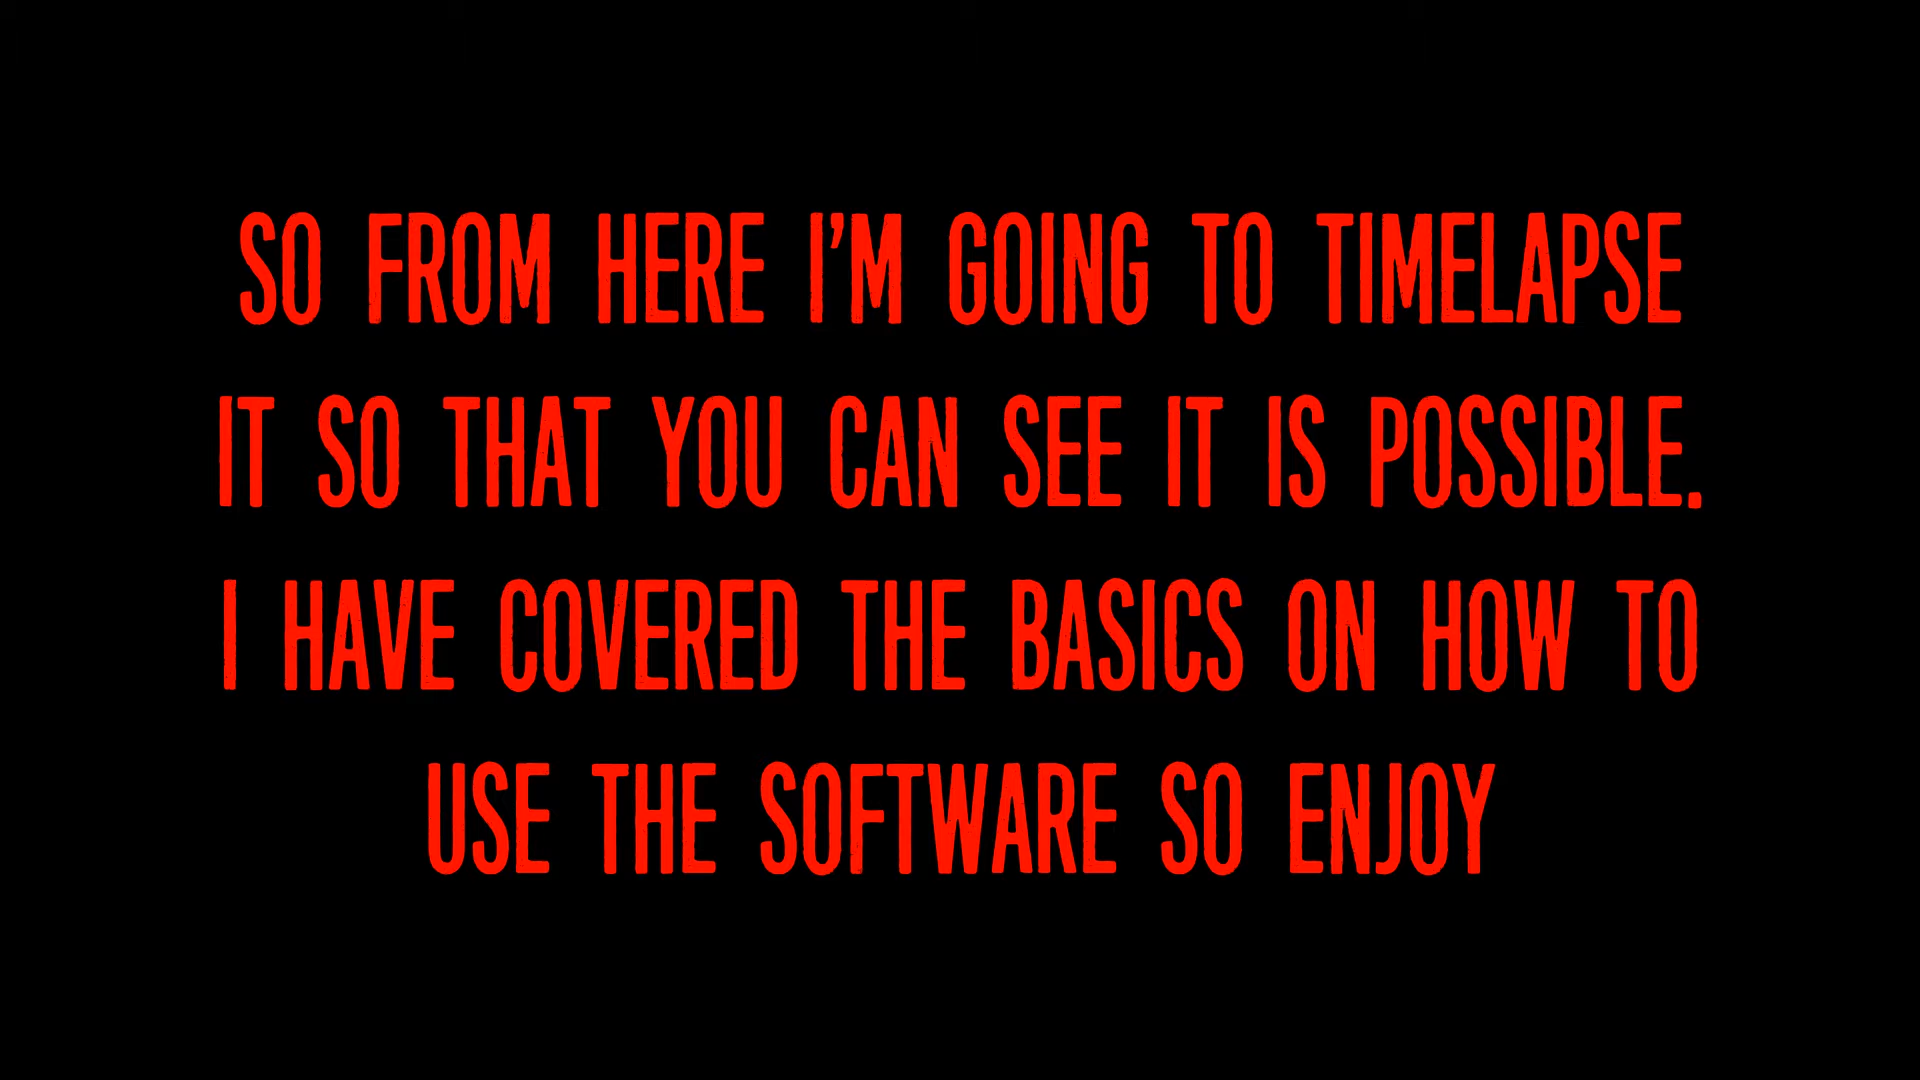 SO FROM HERE I'M GOING TO TIMELAPSE
IT SO THAT YOU CAN SEE IT IS POSSIBLE.
I HAVE COVERED THE BASICS ON HOW TO
USE THE SOFTWARE SO ENJOY